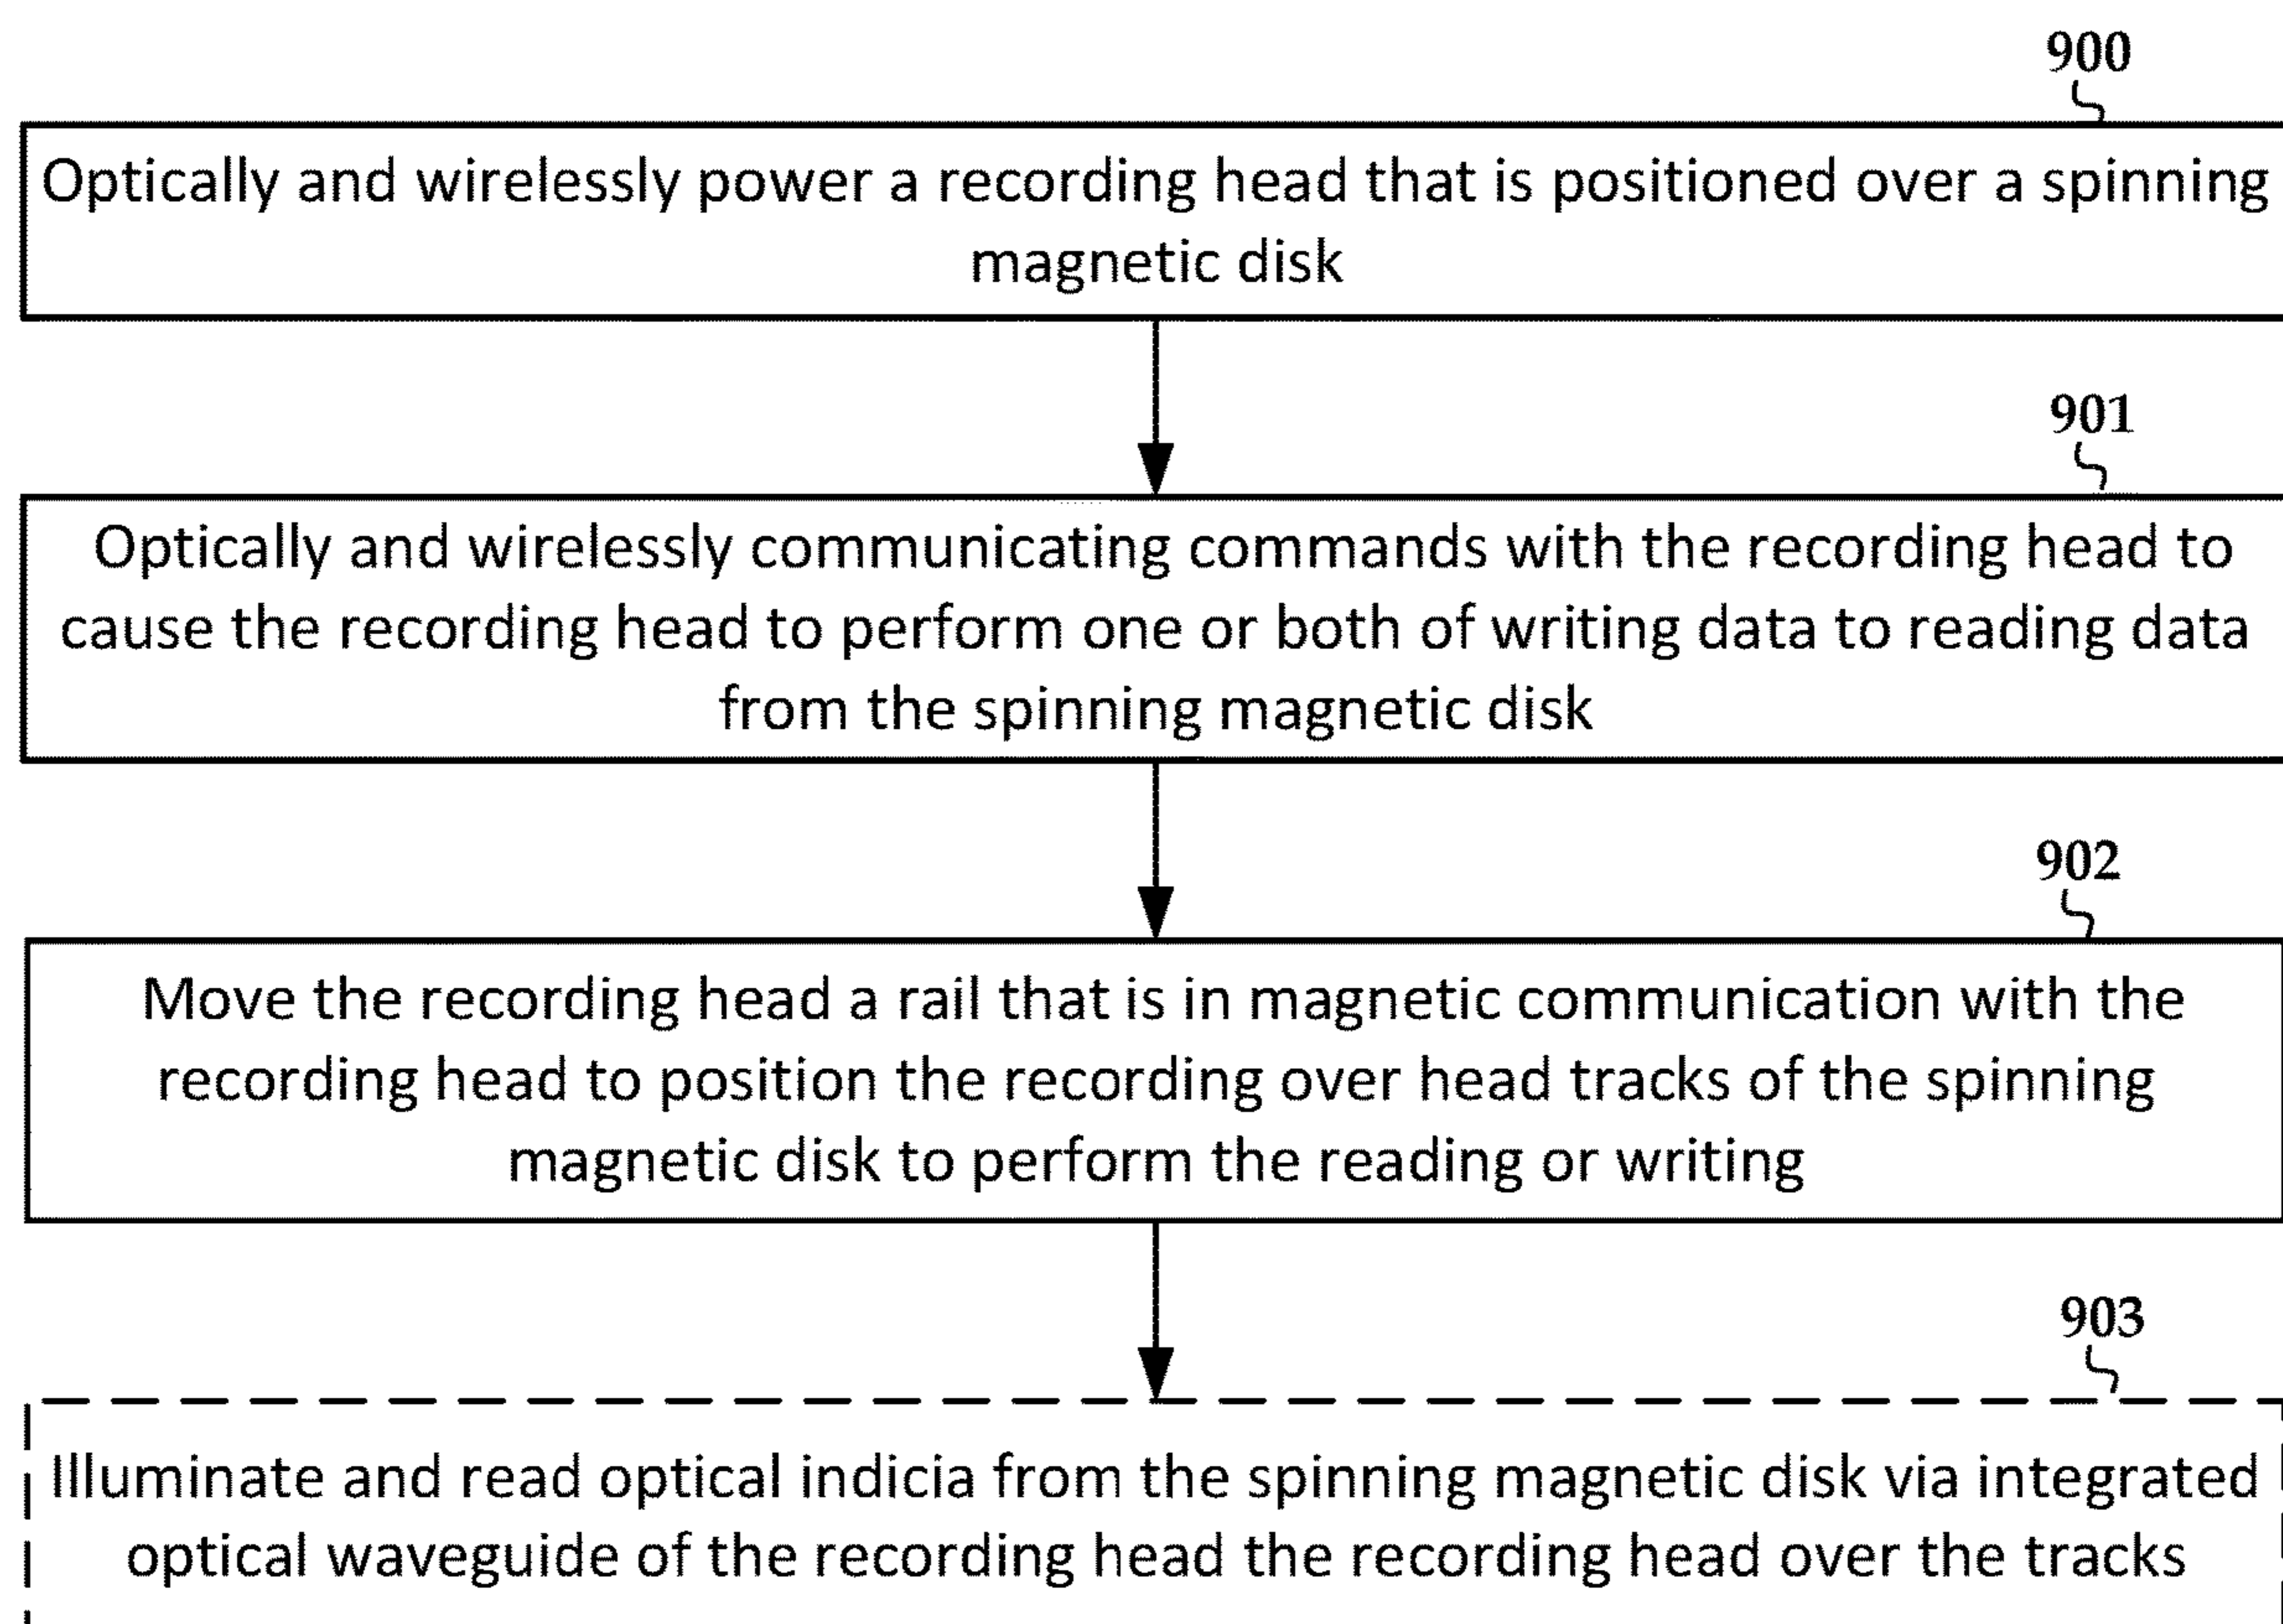 900
Optically and wirelessly power a recording head that is positioned over a spinning
magnetic disk
901
Optically and wirelessly communicating commands with the recording head to
cause the recording head to perform one or both of writing data to reading data
from the spinning magnetic disk
902
Move the recording head a rail that is in magnetic communication with the
recording head to position the recording over head tracks of the spinning
magnetic disk to perform the reading or writing
903
Illuminate and read optical indicia from the spinning magnetic disk via integrated
optical waveguide of the recording head the recording head over the tracks